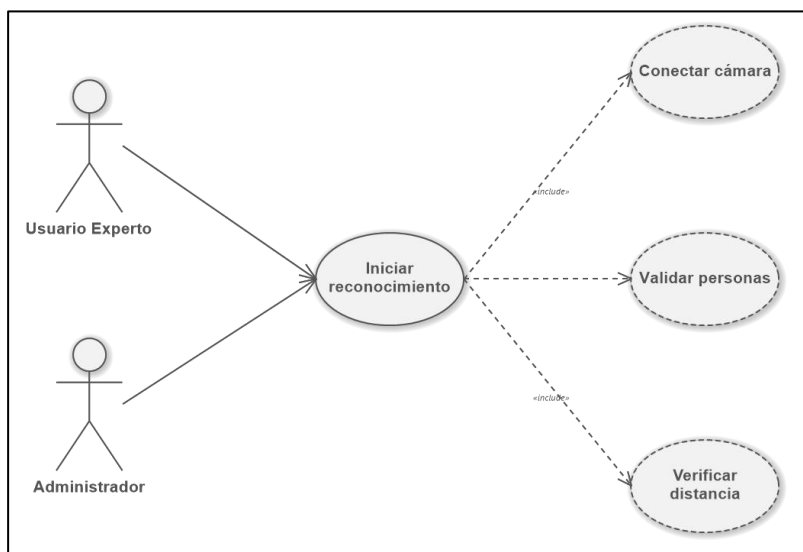 Conectar cámara
«include»
Usuario Experto
Iniciar
reconocimiento
Validar personas
«include»
Administrador
Verificar
distancia